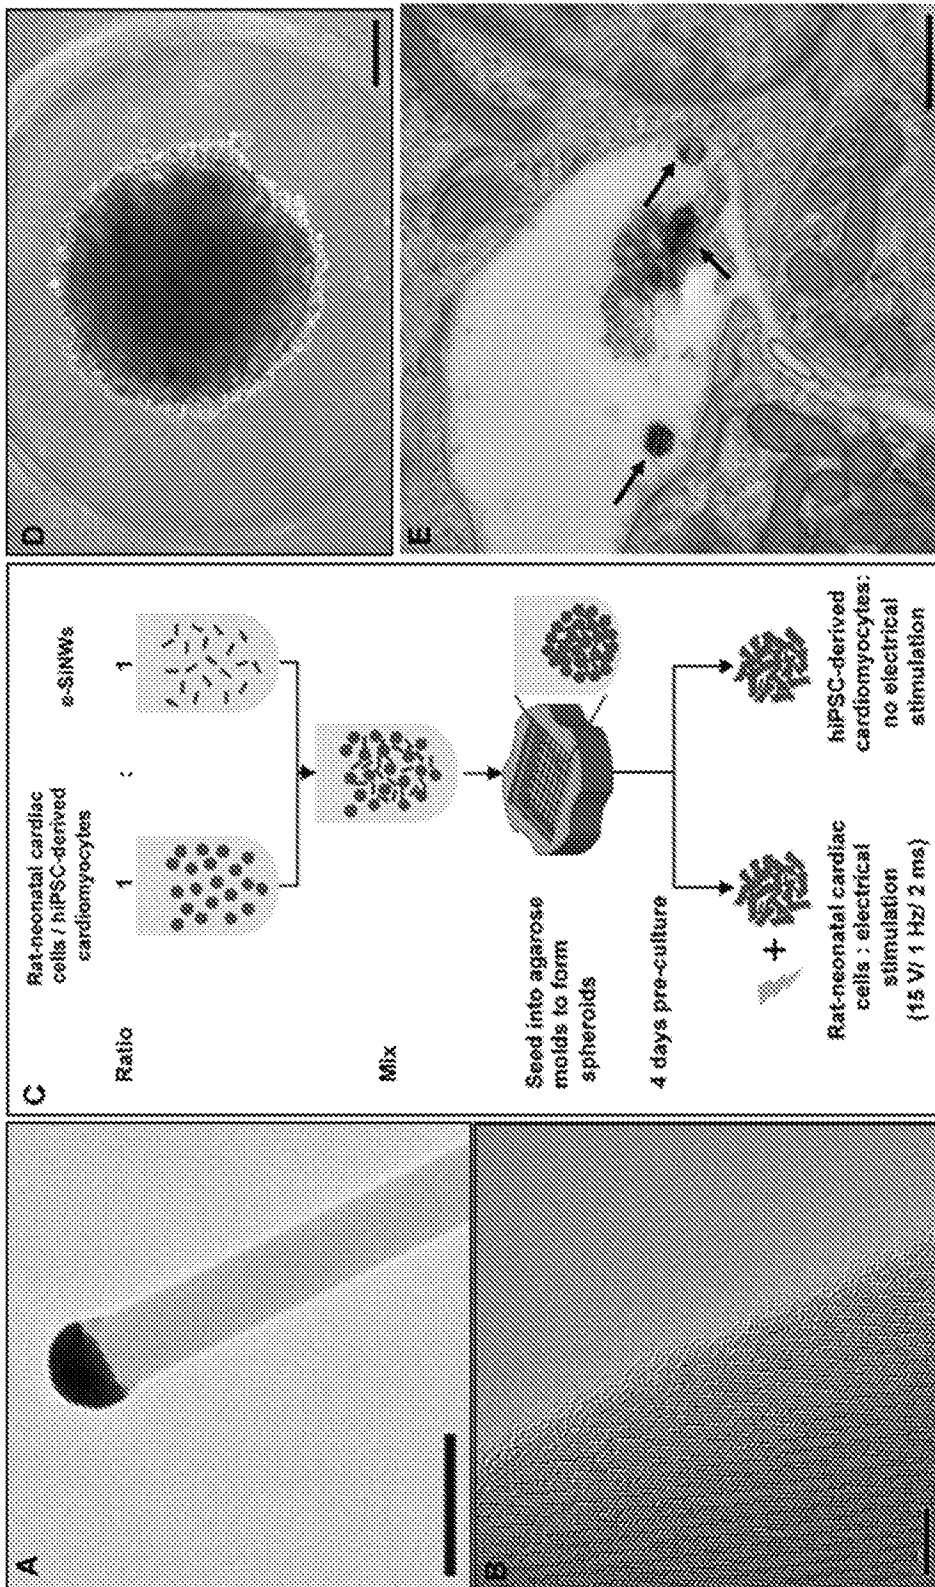 A
B
C
Rat-neonatal cardiac
cells / hiPSC-derived
cardiomyocytes
e-SiNWs
Ratio
1
:
1
Mix
Seed into agarose
molds to form
spheroids
4 days pre-culture
+
Rat-neonatal cardiac
cells : electrical
stimulation
(15 V/ 1 Hz/ 2 ms)
hiPSC-derived
cardiomyocytes:
no electrical
stimulation
D
E